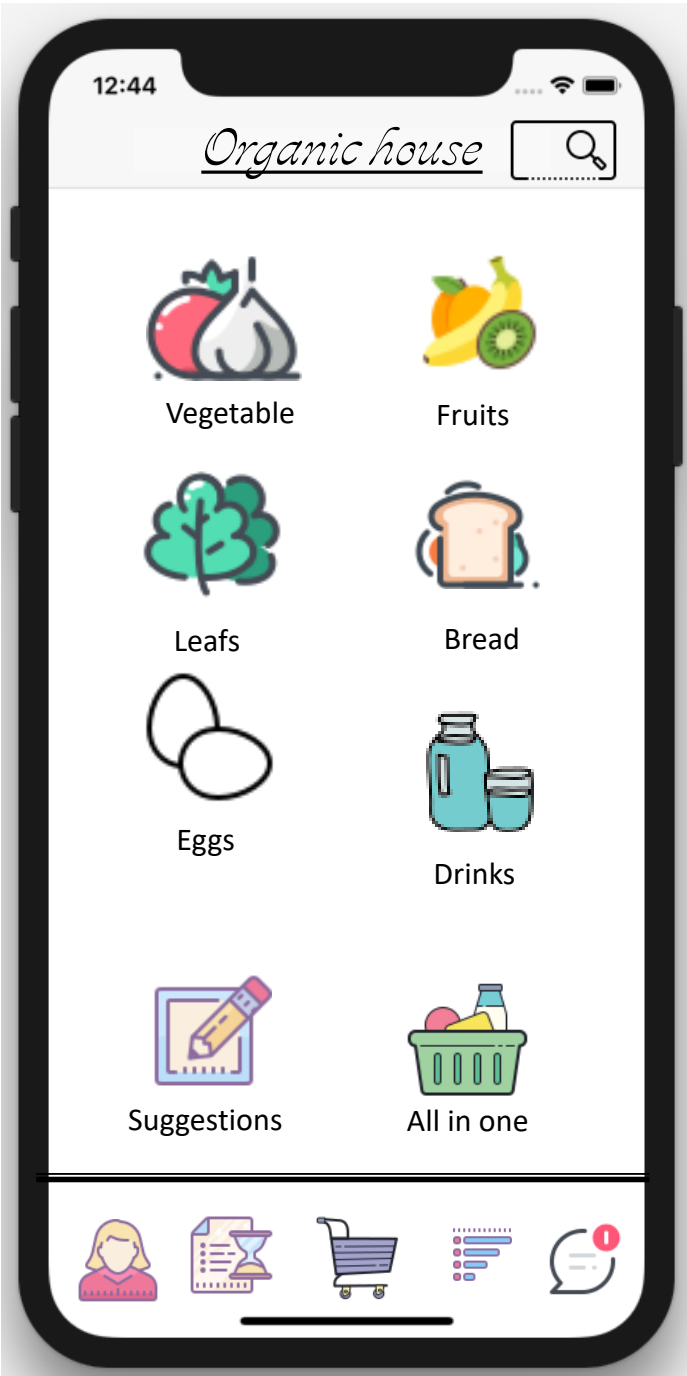 12:44
Organic house
Vegetable
Fruits
Leafs
Bread
Eggs
Drinks
Suggestions
All in one